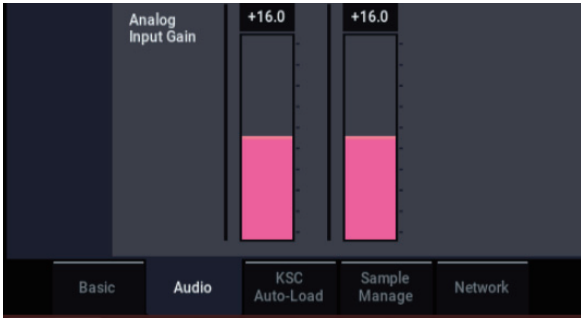 Analog
Input Gain
+16.0
+16.0
Basic
Audio
KSC
Auto-Load
Sample
Manage
Network